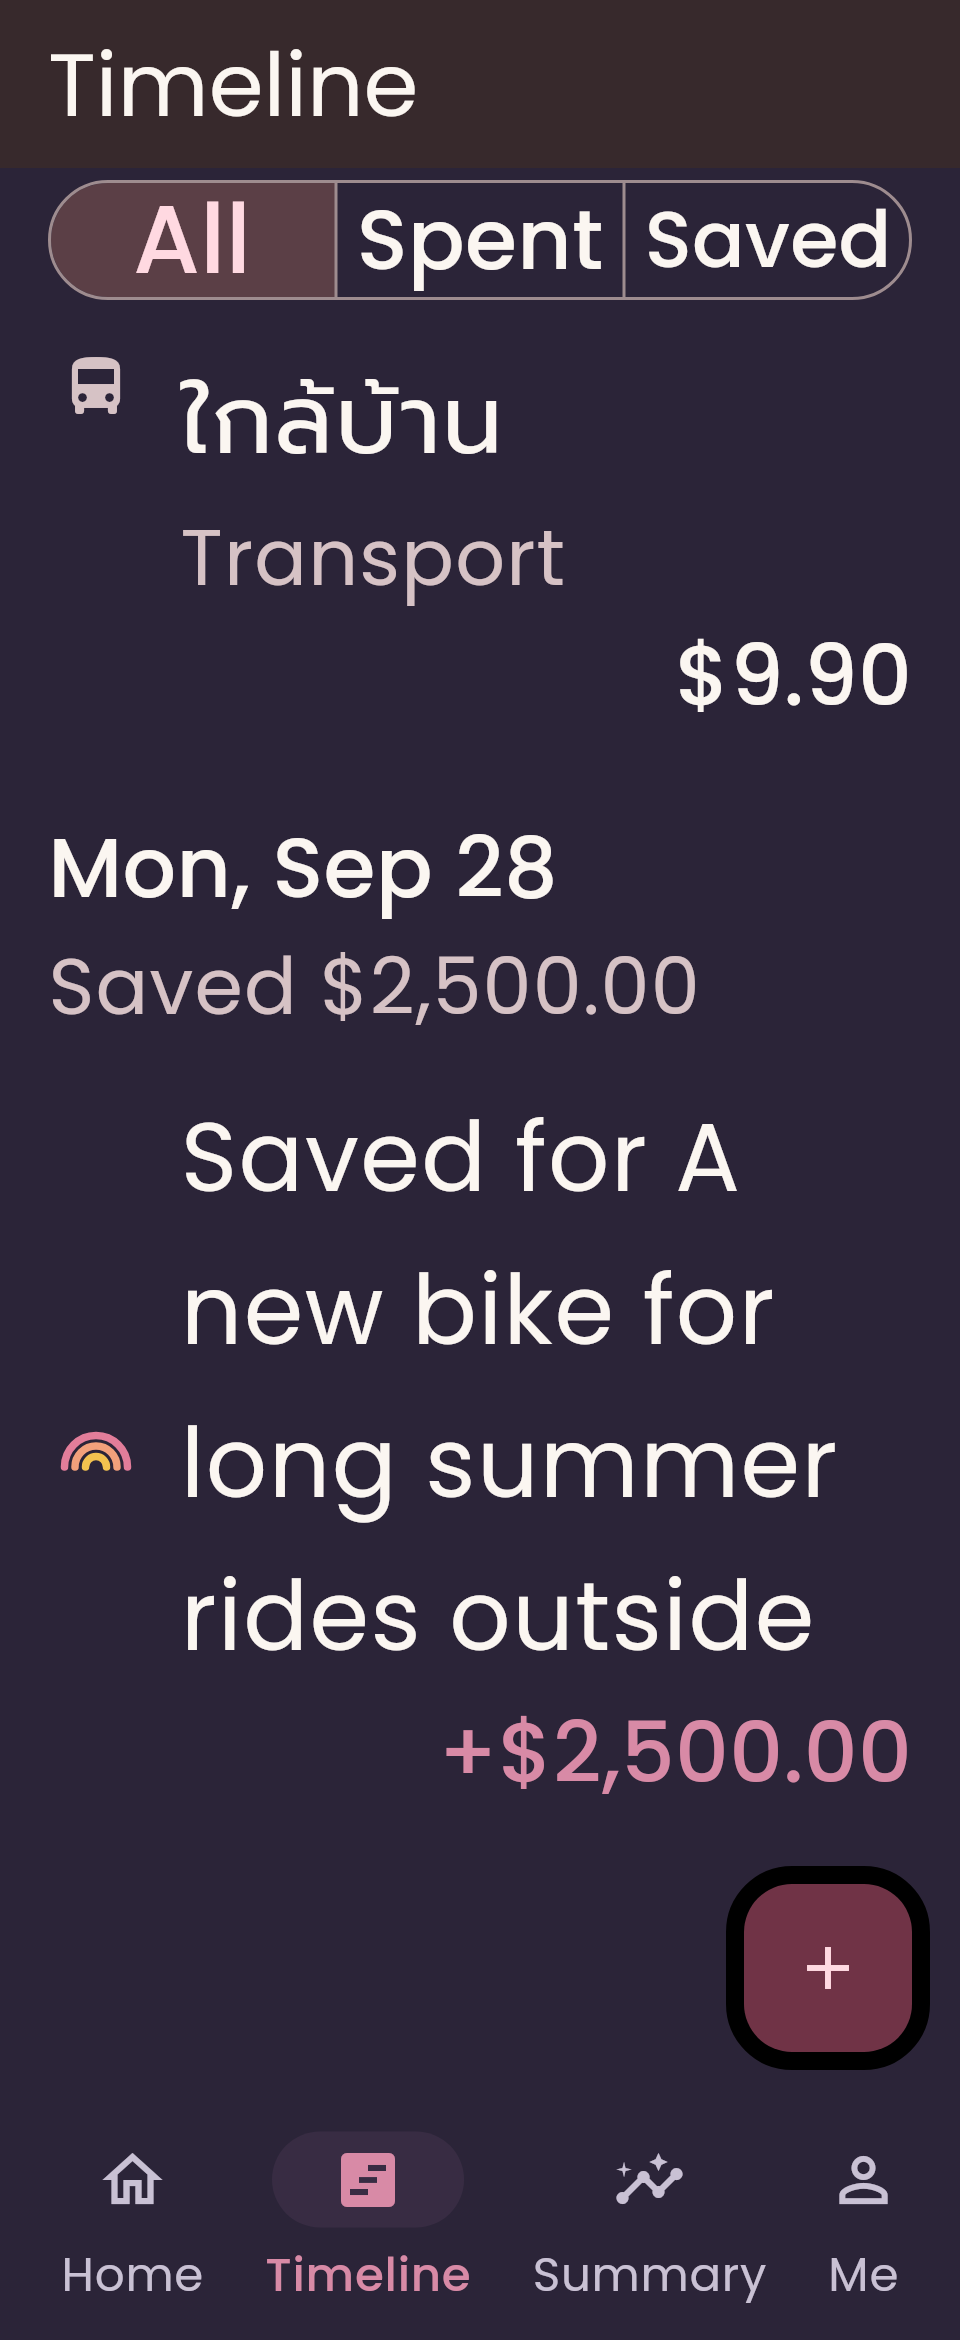 Timeline
All
Spent
Saved
ใกล้บ้าน
Transport
$9.90
Mon, Sep 28
Saved $2,500.00
Saved for A
new bike for
long summer
rides outside
+$2,500.00
Home
Timeline
Summary
Me